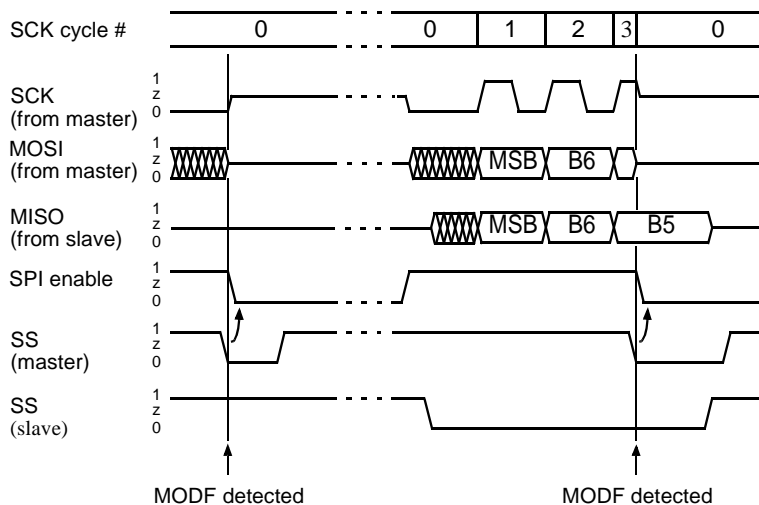 SCK cycle # 0 0 1 2 3 0
SCK
(from master)
1
z
0
MOSI
(from master)
1
z
0
MSB B6
MISO
(from slave)
1
z
0
MSB B6 B5
SPI enable
1
z
0
SS
(master)
1
z
0
SS
(slave)
1
z
0
MODF detected MODF detected